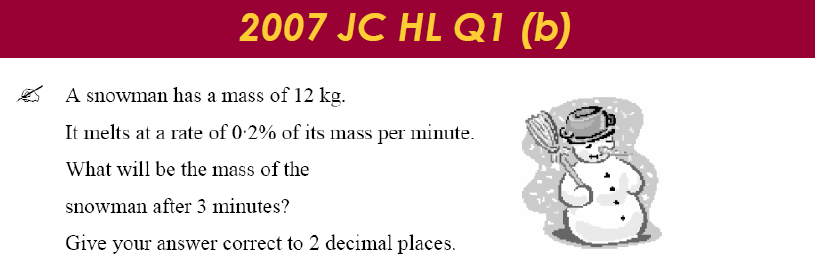 2007 JC HL Q1 (b)
A snowman has a mass of 12 kg.
It melts at a rate of 0·2% of its mass per minute.
What will be the mass of the
snowman after 3 minutes?
Give your answer correct to 2 decimal places.